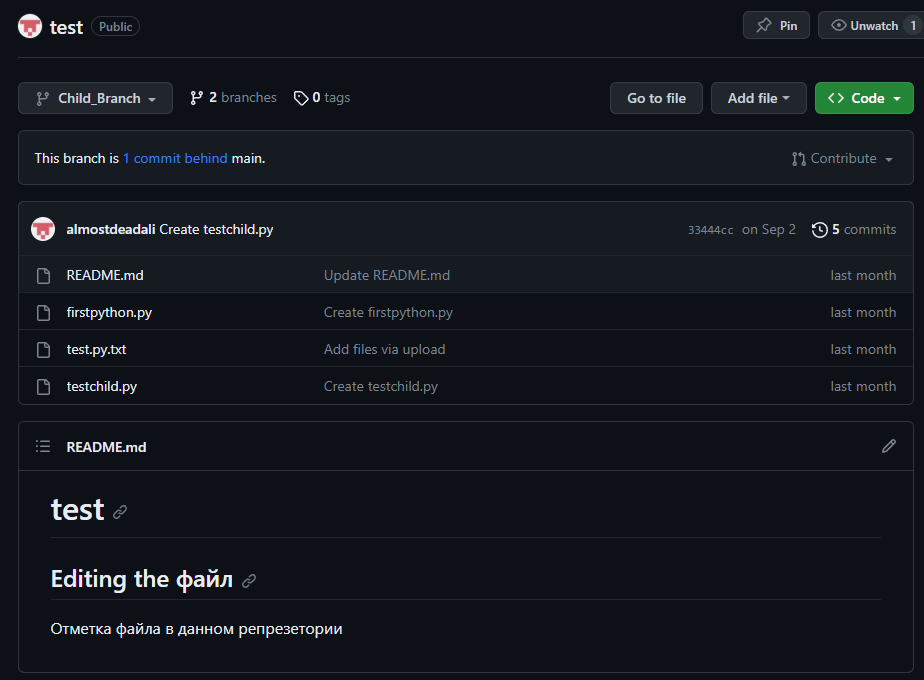 test Public Pin Unwatch 1
Child_Branch 2 branches 0 tags Go to file Add file Code
This branch is 1 commit behind main. Contribute
almostdeadali Create testchild.py 33444cc on Sep 2 5 commits
README.md Update README.md last month
firstpython.py Create firstpython.py last month
test.py.txt Add files via upload last month
testchild.py Create testchild.py last month
README.md
test
Editing the файл
Отметка файла в данном репрезетории